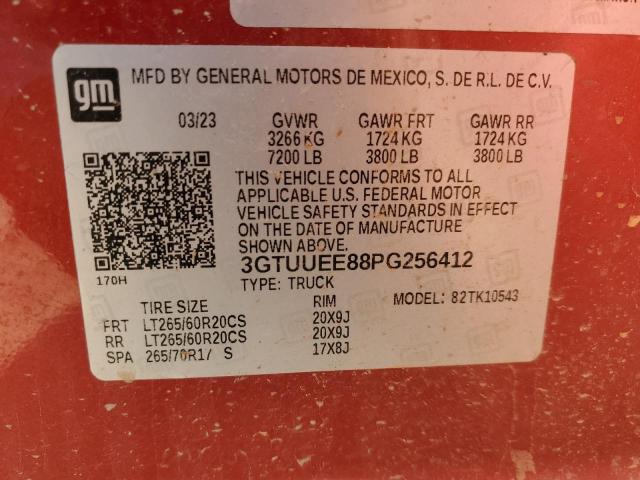 gm
MFD BY GENERAL MOTORS DE MEXICO, S. DE R.L. DE C.V.
03/23 GVWR GAWR FRT GAWR RR
3266 KG 1724 KG 1724 KG
7200 LB 3800 LB 3800 LB
THIS VEHICLE CONFORMS TO ALL
APPLICABLE U.S. FEDERAL MOTOR
VEHICLE SAFETY STANDARDS IN EFFECT
ON THE DATE OF MANUFACTURE
SHOWN ABOVE.
170H
3GTUUEE88PG256412
TYPE: TRUCK MODEL: 82TK10543
TIRE SIZE RIM
FRT LT265/60R20CS 20X9J
RR LT265/60R20CS 20X9J
SPA 265/70R17 S 17X8J